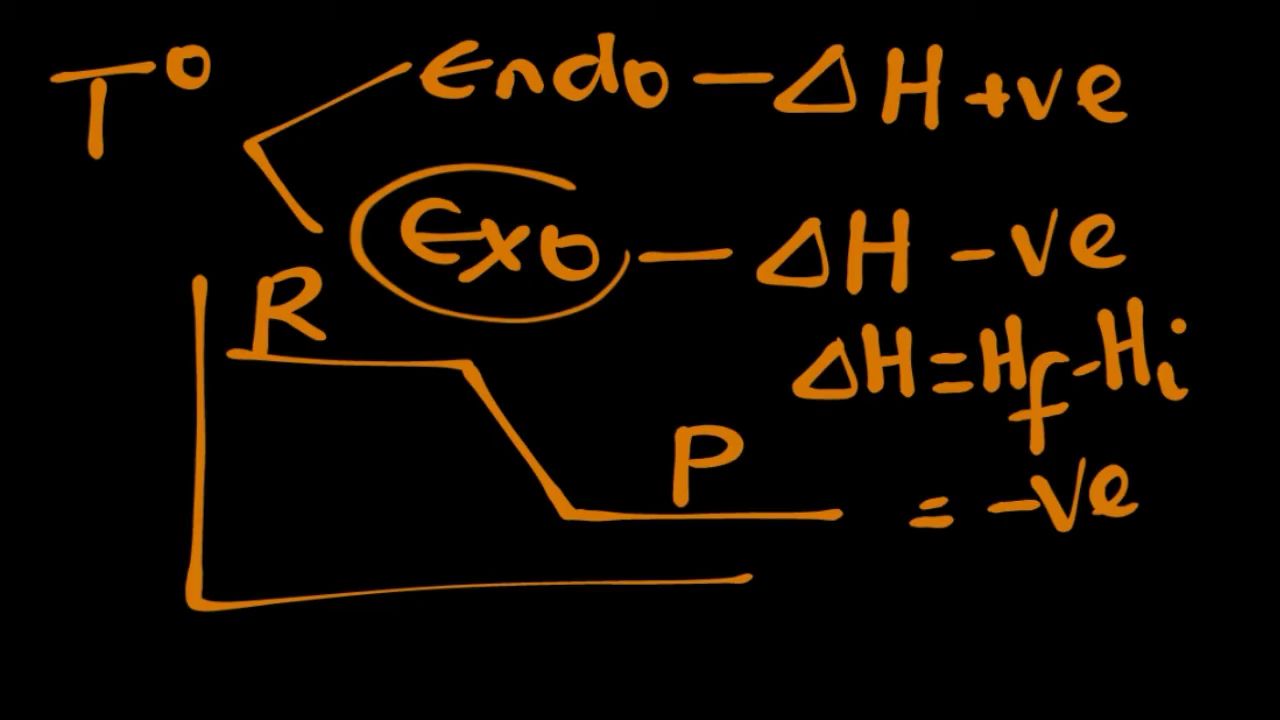 T° Endo — ΔH +ve
Exo — ΔH -ve
R
ΔH = Hf - Hi
P
= -ve